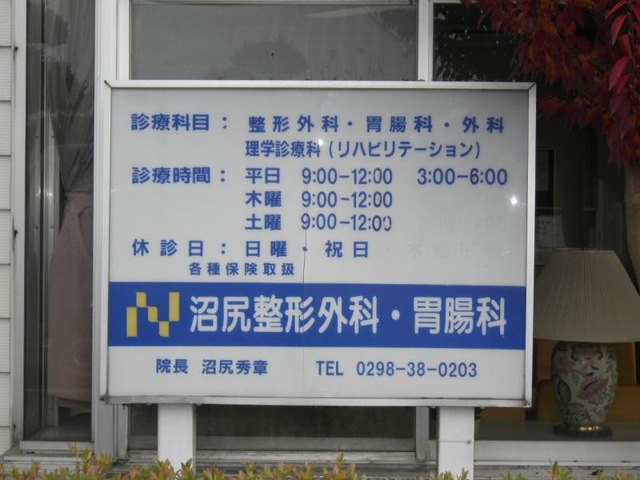 診療科目： 整形外科・胃腸科・外科
理学診療科（リハビリテーション）
診療時間： 平日 9:00-12:00 3:00-6:00
木曜 9:00-12:00
土曜 9:00-12:00
休診日： 日曜・祝日
各種保険取扱
沼尻整形外科・胃腸科
院長 沼尻秀章 TEL 0298-38-0203